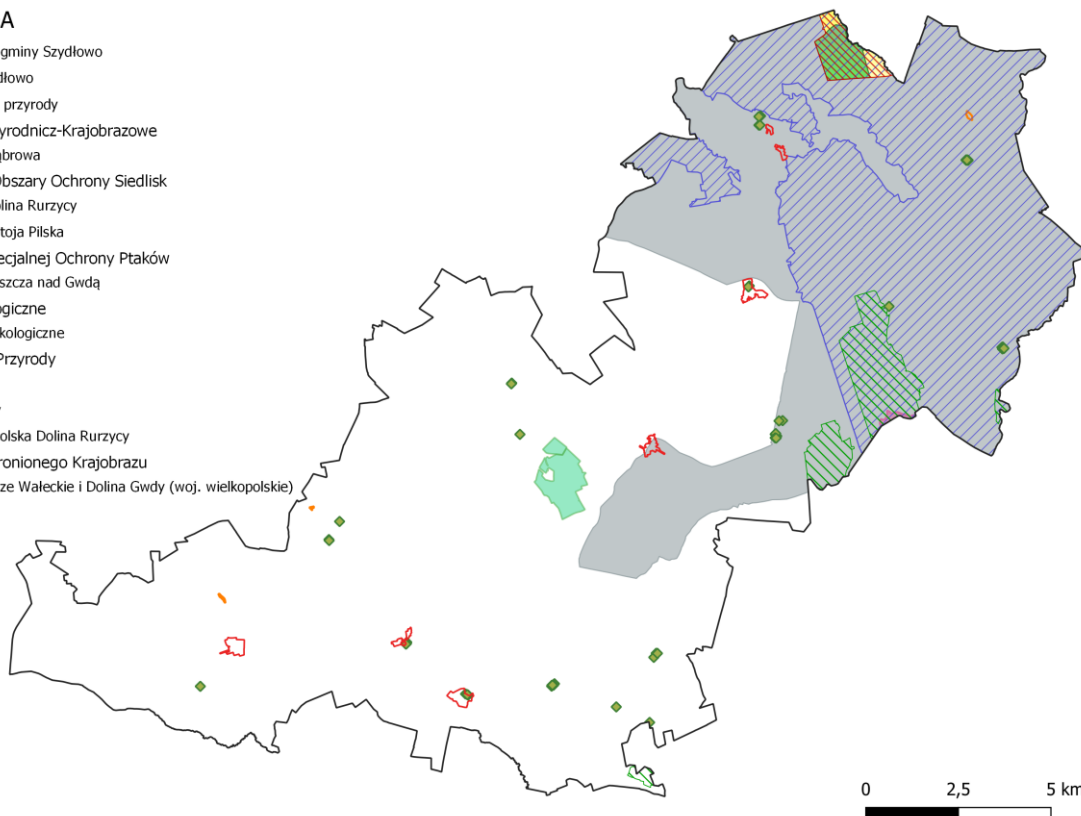 A
gminy Szydłowo
dłowo
przyrody
yrodnicz-Krajobrazowe
ąbrowa
Obszary Ochrony Siedlisk
olina Rurzycy
toja Pilska
ecjalnej Ochrony Ptaków
szcza nad Gwdą
ogiczne
kologiczne
Przyrody
olska Dolina Rurzycy
ronionego Krajobrazu
ze Wałeckie i Dolina Gwdy (woj. wielkopolskie)
0 2,5 5 km